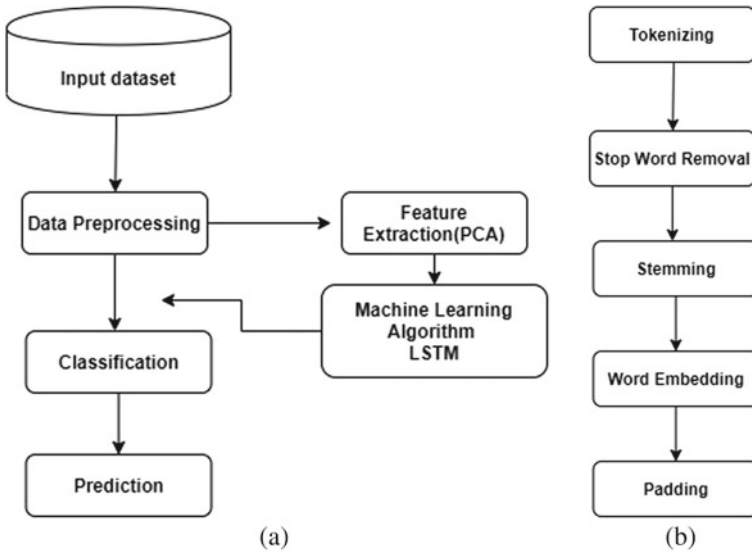 Input dataset
Data Preprocessing
Feature
Extraction(PCA)
Machine Learning
Algorithm
LSTM
Classification
Prediction
(a)
Tokenizing
Stop Word Removal
Stemming
Word Embedding
Padding
(b)